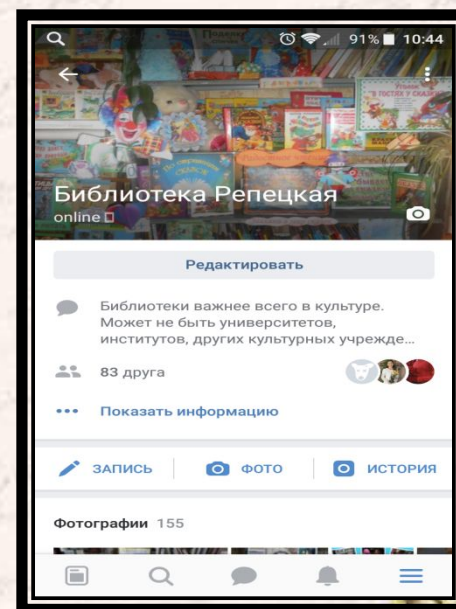 91% 10:44
Библиотека Репецкая
online
Редактировать
Библиотеки важнее всего в культуре.
Может не быть университетов,
институтов, других культурных учрежде...
83 друга
Показать информацию
ЗАПИСЬ ФОТО ИСТОРИЯ
Фотографии 155